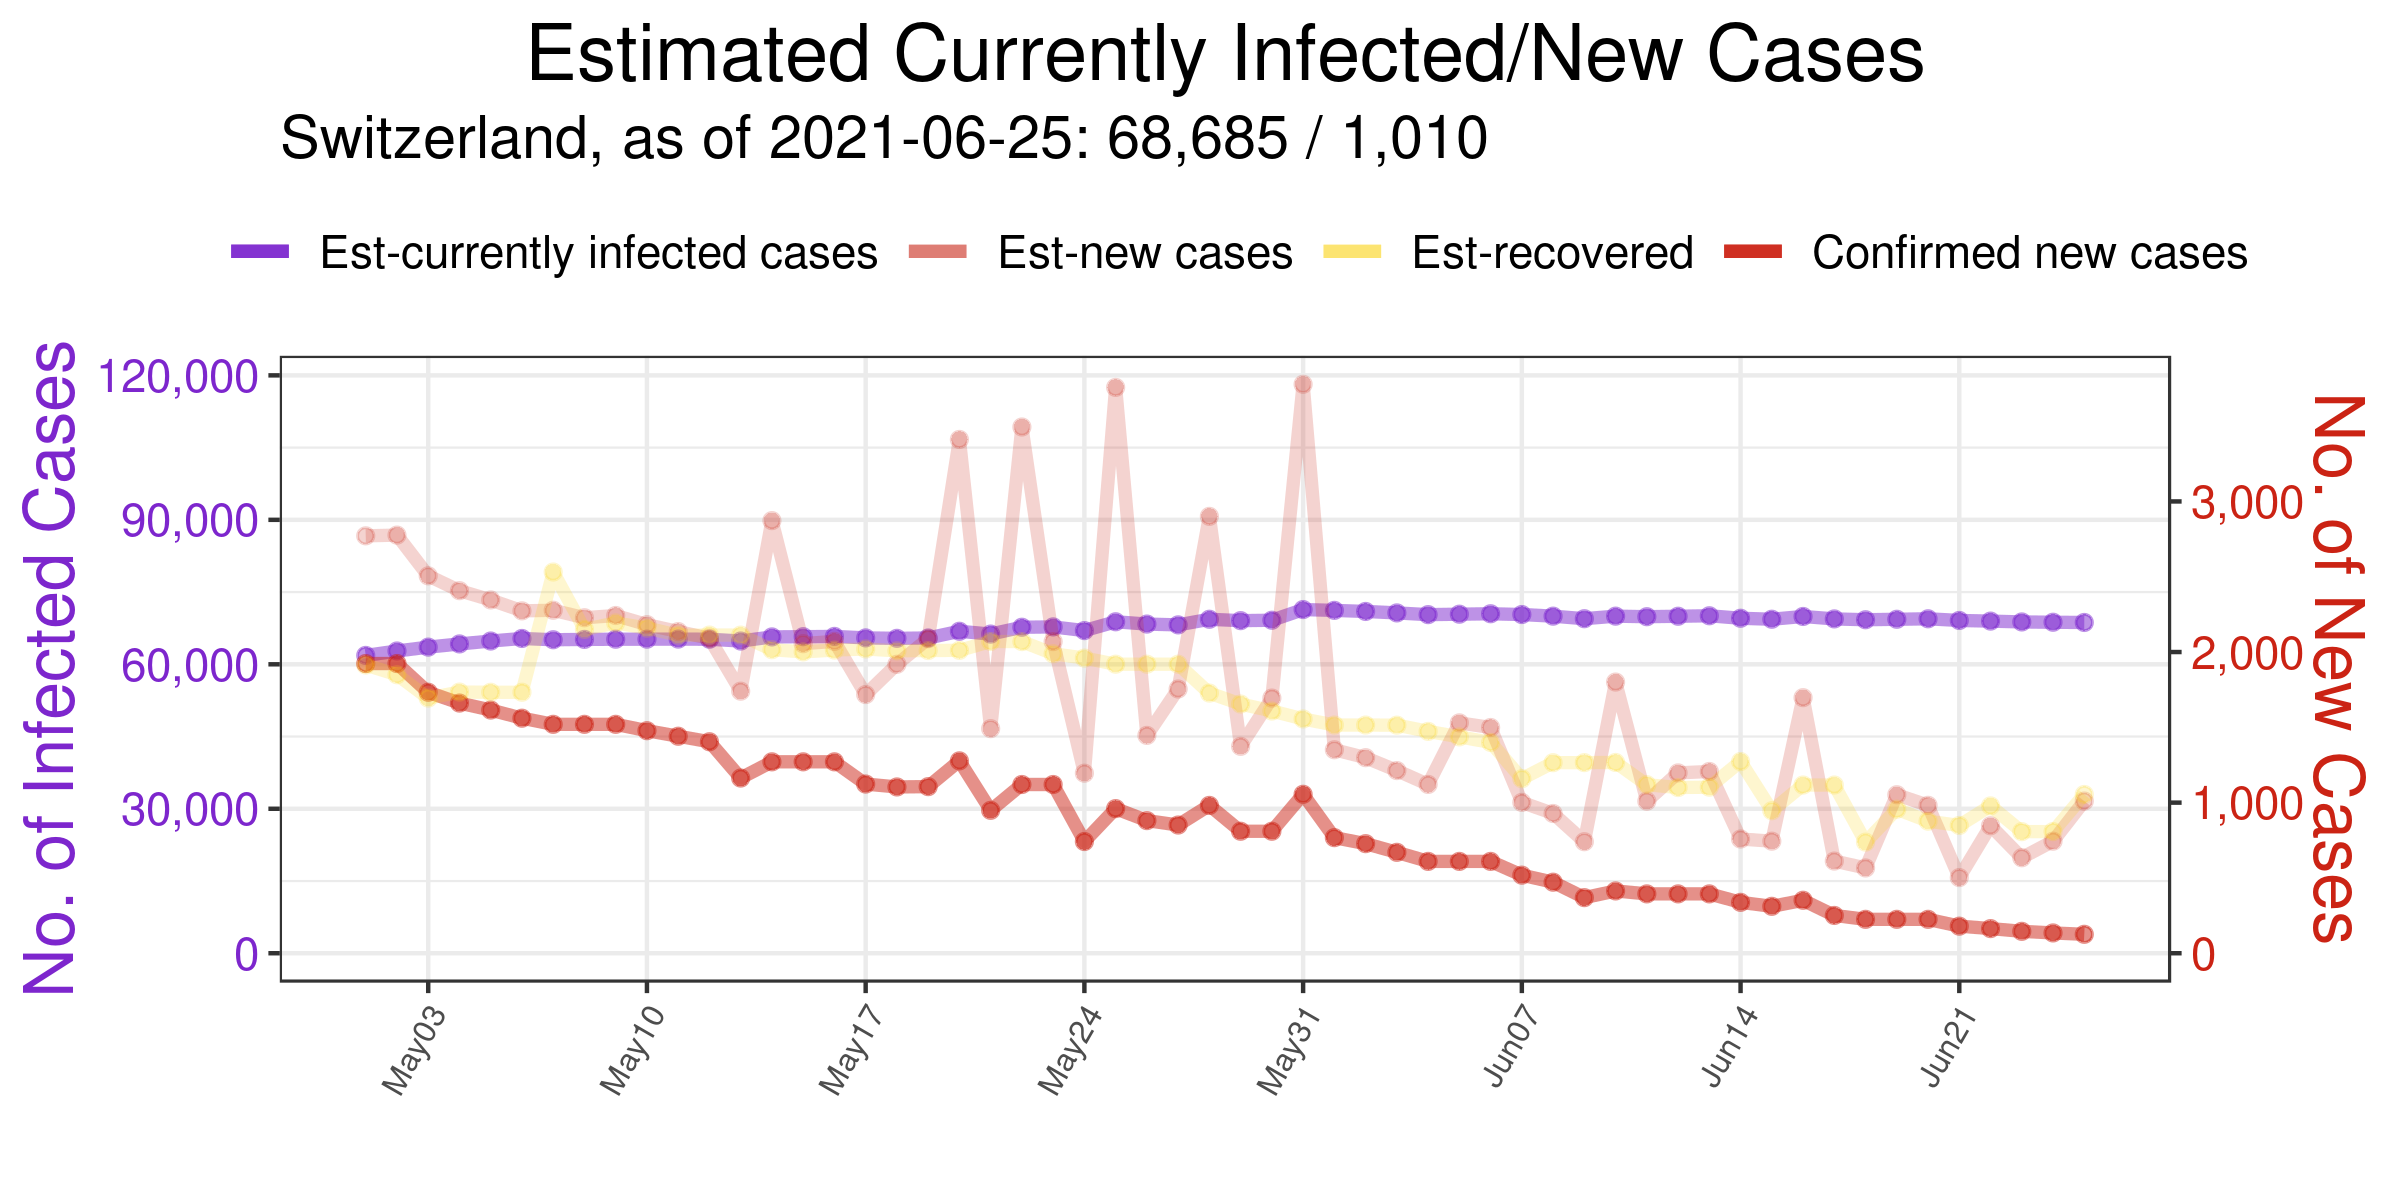 Estimated Currently Infected/New Cases
Switzerland, as of 2021-06-25: 68,685 / 1,010
Est-currently infected cases Est-new cases Est-recovered Confirmed new cases
No. of Infected Cases
120,000
90,000
60,000
30,000
0
3,000
2,000
1,000
0
No. of New Cases
May03 May10 May17 May24 May31 Jun07 Jun14 Jun21